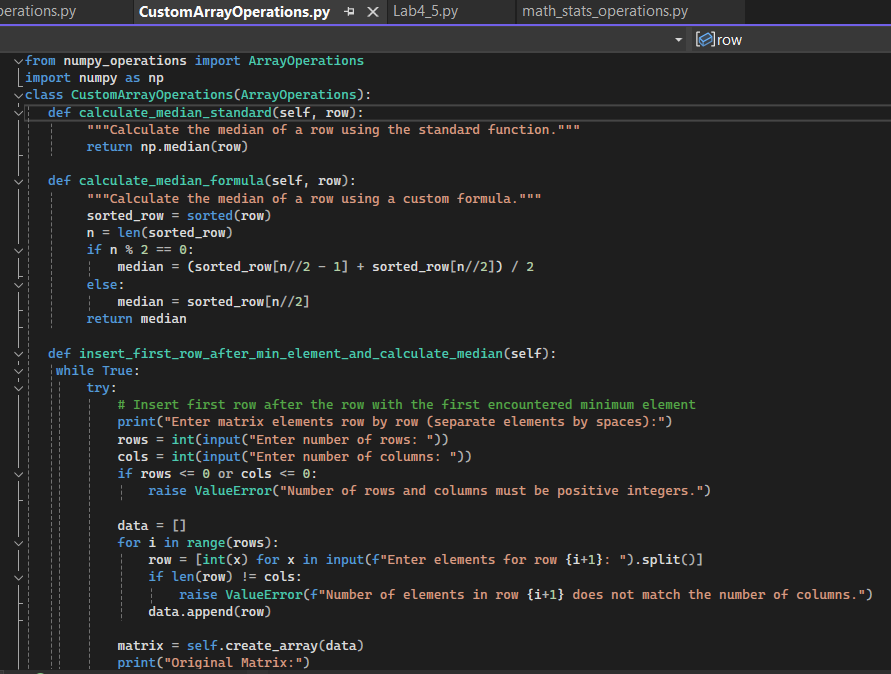 perations.py CustomArrayOperations.py Lab4_5.py math_stats_operations.py
row
from numpy_operations import ArrayOperations
import numpy as np
class CustomArrayOperations(ArrayOperations):
    def calculate_median_standard(self, row):
        """Calculate the median of a row using the standard function."""
        return np.median(row)
    def calculate_median_formula(self, row):
        """Calculate the median of a row using a custom formula."""
        sorted_row = sorted(row)
        n = len(sorted_row)
        if n % 2 == 0:
            median = (sorted_row[n//2 - 1] + sorted_row[n//2]) / 2
        else:
            median = sorted_row[n//2]
        return median
    def insert_first_row_after_min_element_and_calculate_median(self):
     while True:
        try:
            # Insert first row after the row with the first encountered minimum element
            print("Enter matrix elements row by row (separate elements by spaces):")
            rows = int(input("Enter number of rows: "))
            cols = int(input("Enter number of columns: "))
            if rows <= 0 or cols <= 0:
                raise ValueError("Number of rows and columns must be positive integers.")
            data = []
            for i in range(rows):
                row = [int(x) for x in input(f"Enter elements for row {i+1}: ").split()]
                if len(row) != cols:
                    raise ValueError(f"Number of elements in row {i+1} does not match the number of columns.")
                data.append(row)
            matrix = self.create_array(data)
            print("Original Matrix:")